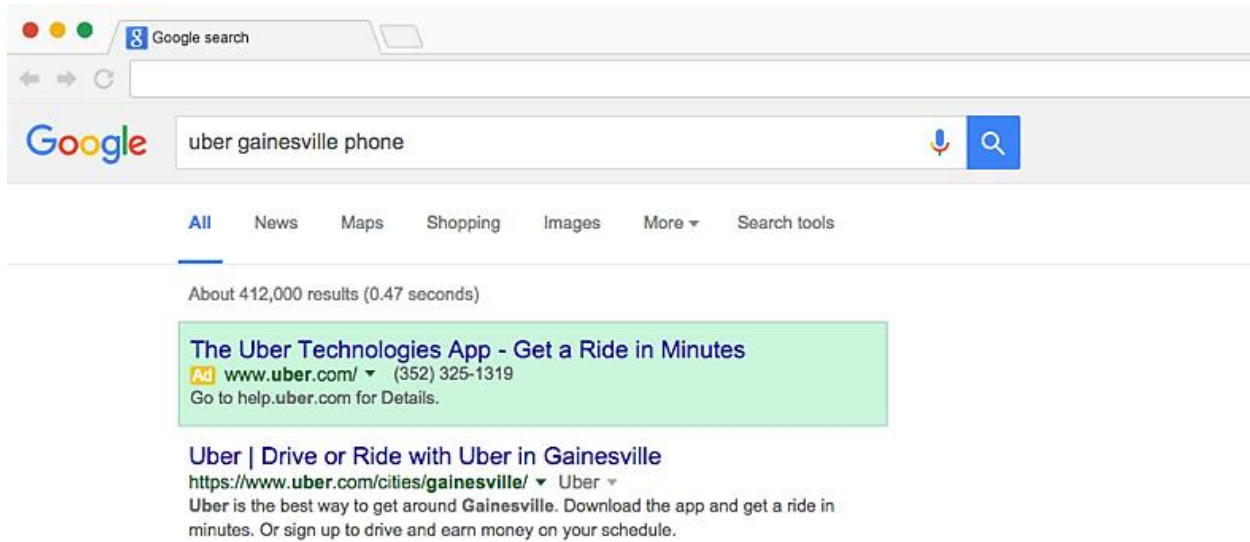 Google search
Google
uber gainesville phone
All News Maps Shopping Images More Search tools
About 412,000 results (0.47 seconds)
The Uber Technologies App - Get a Ride in Minutes
Ad www.uber.com/ (352) 325-1319
Go to help.uber.com for Details.
Uber | Drive or Ride with Uber in Gainesville
https://www.uber.com/cities/gainesville/ Uber
Uber is the best way to get around Gainesville. Download the app and get a ride in
minutes. Or sign up to drive and earn money on your schedule.